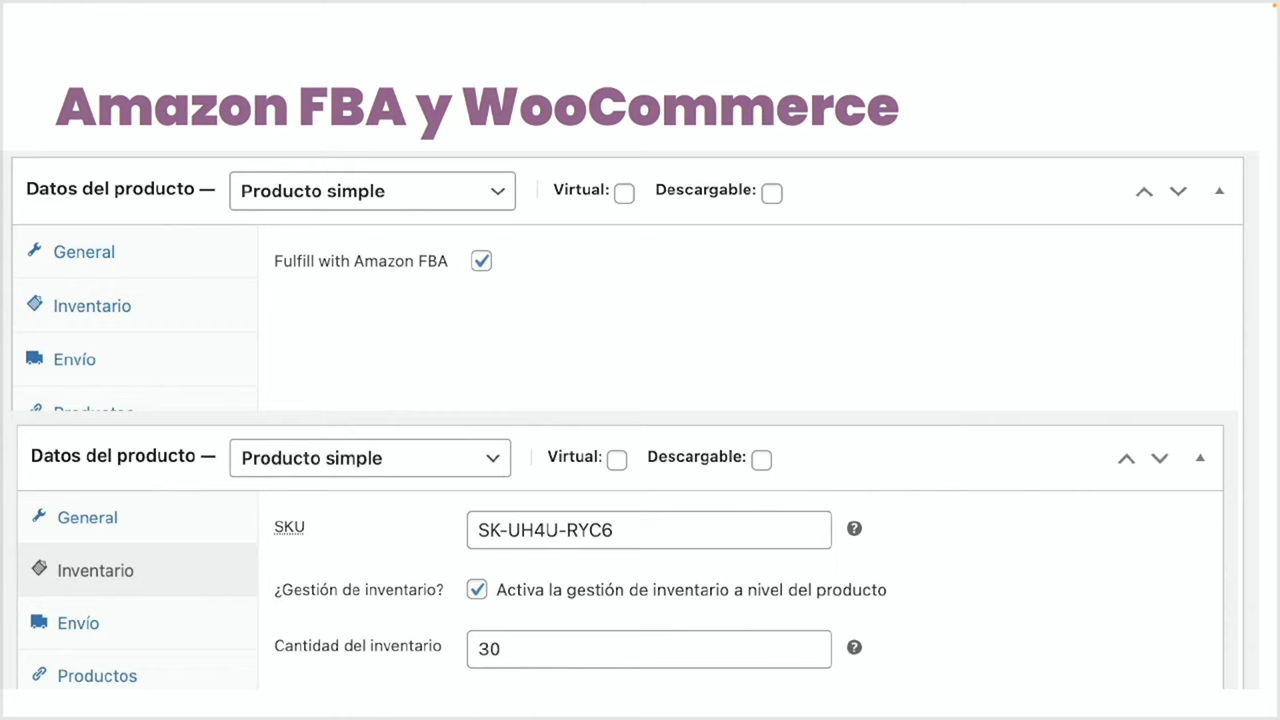 Amazon FBA y WooCommerce
Datos del producto — Producto simple Virtual: Descargable:
General
Fulfill with Amazon FBA
Inventario
Envío
Datos del producto — Producto simple Virtual: Descargable:
General
SKU SK-UH4U-RYC6
Inventario
¿Gestión de inventario? Activa la gestión de inventario a nivel del producto
Envío
Cantidad del inventario 30
Productos